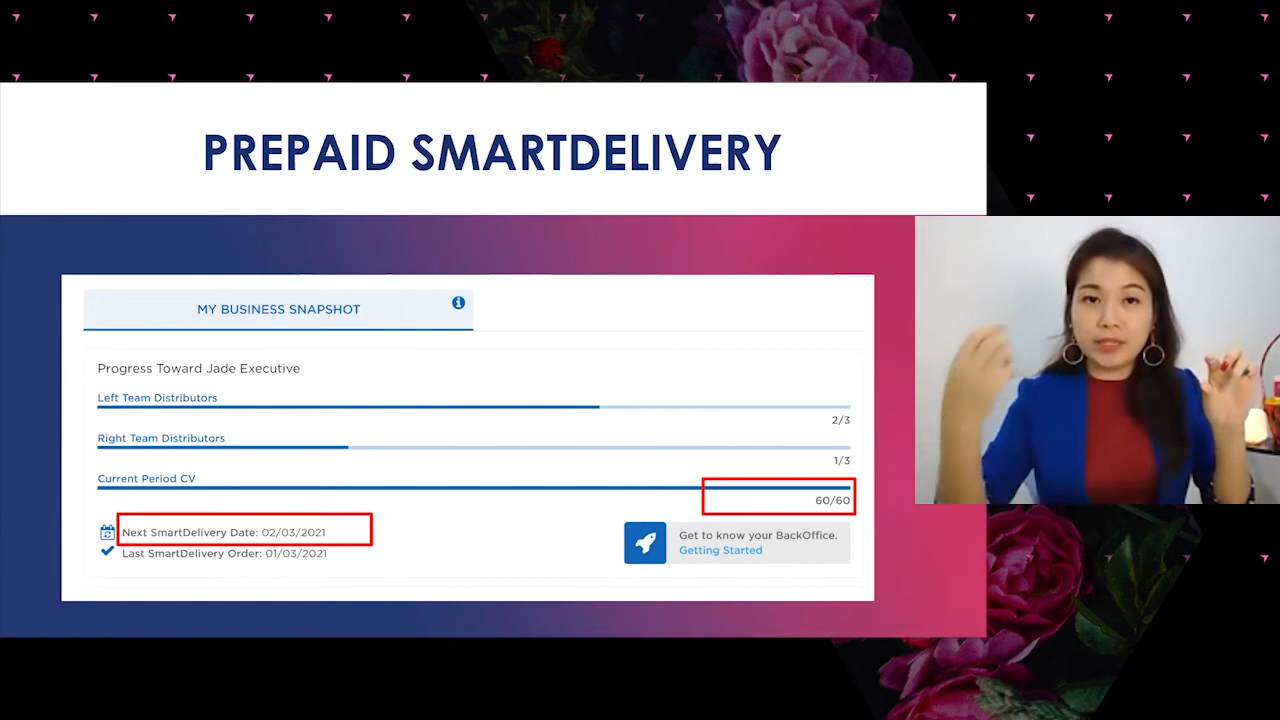 PREPAID SMARTDELIVERY
MY BUSINESS SNAPSHOT
Progress Toward Jade Executive
Left Team Distributors
2/3
Right Team Distributors
1/3
Current Period CV
60/60
Next SmartDelivery Date: 02/03/2021
Last SmartDelivery Order: 01/03/2021
Get to know your BackOffice.
Getting Started